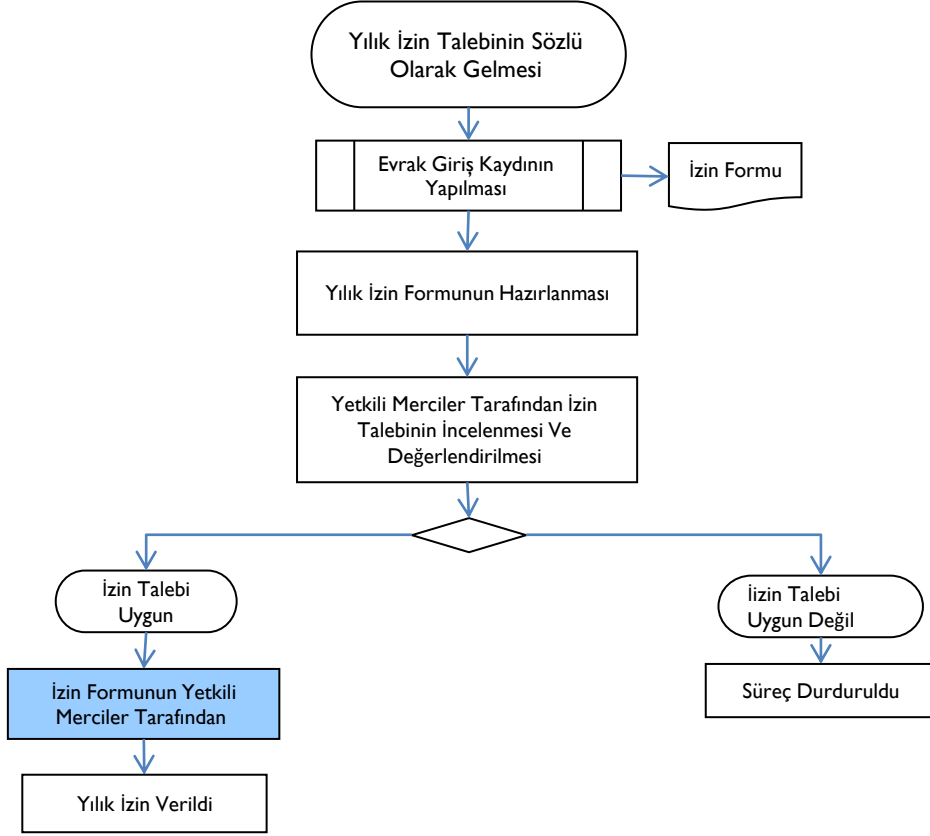 Yılık İzin Talebinin Sözlü
Olarak Gelmesi
Evrak Giriş Kaydının
Yapılması
İzin Formu
Yılık İzin Formunun Hazırlanması
Yetkili Merciler Tarafından İzin
Talebinin İncelenmesi Ve
Değerlendirilmesi
İzin Talebi
Uygun
İizin Talebi
Uygun Değil
İzin Formunun Yetkili
Merciler Tarafından
Süreç Durduruldu
Yılık İzin Verildi